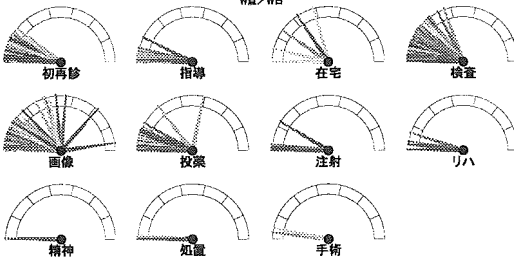 初再診 指導 在宅 検査
画像 投薬 注射 リハ
精神 処置 手術